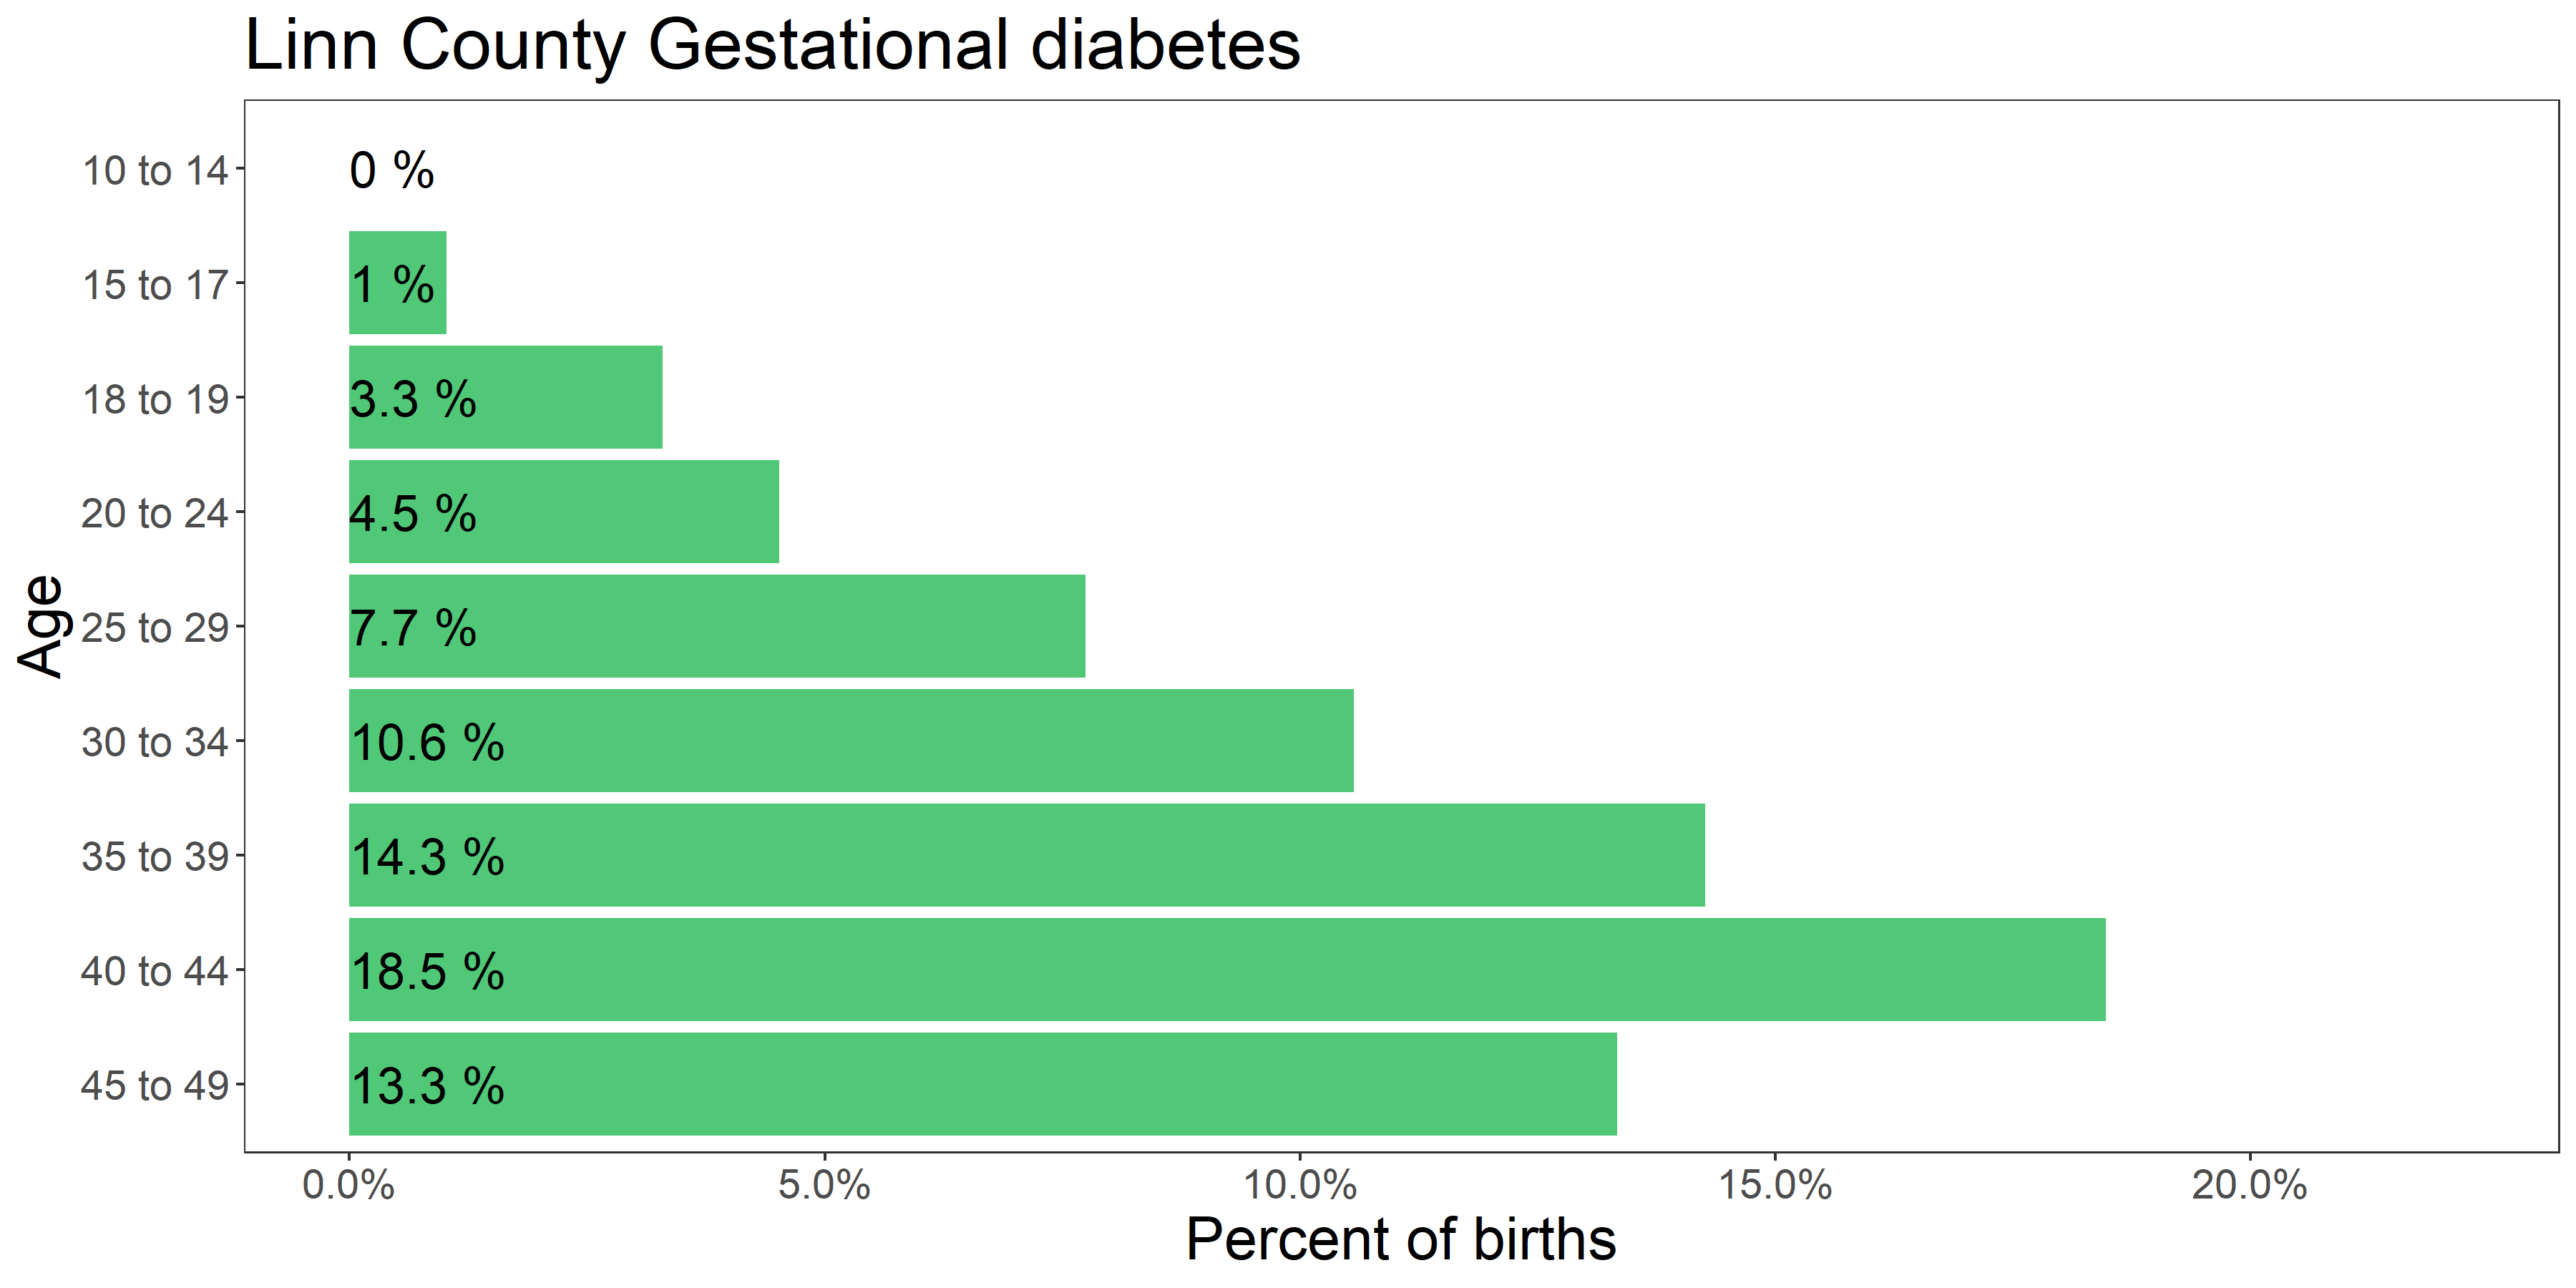 Linn County Gestational diabetes
Age
10 to 14 0 %
15 to 17 1 %
18 to 19 3.3 %
20 to 24 4.5 %
25 to 29 7.7 %
30 to 34 10.6 %
35 to 39 14.3 %
40 to 44 18.5 %
45 to 49 13.3 %
0.0% 5.0% 10.0% 15.0% 20.0%
Percent of births